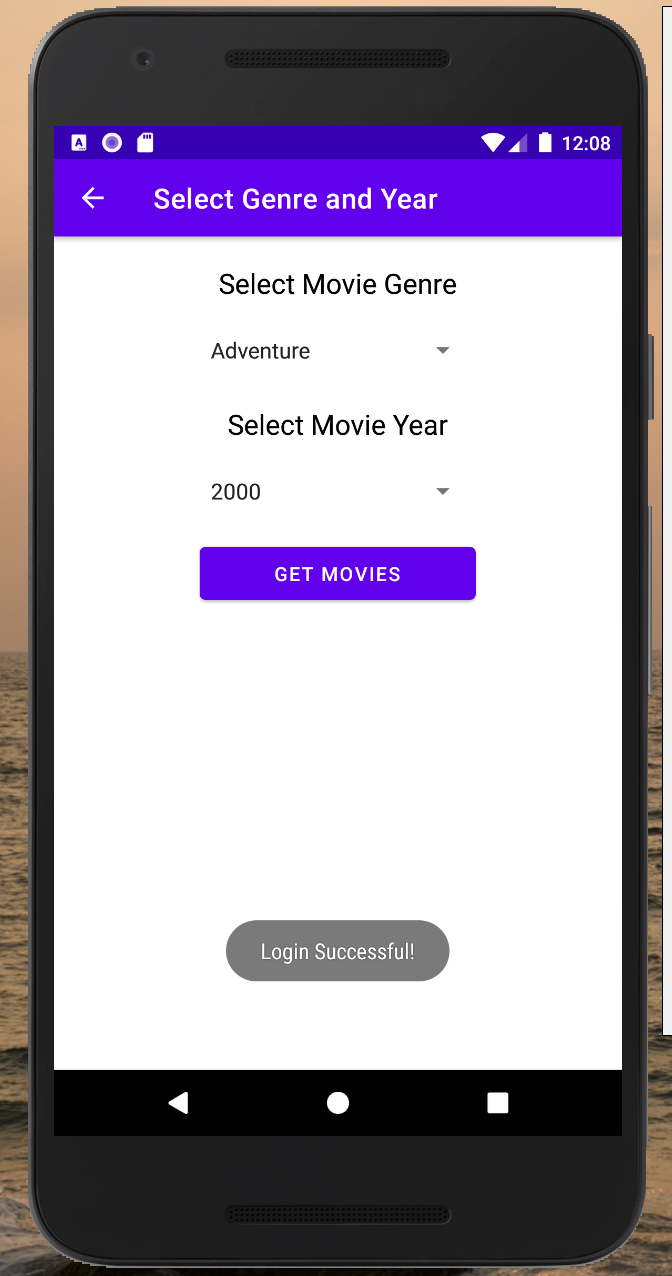 12:08
Select Genre and Year
Select Movie Genre
Adventure
Select Movie Year
2000
GET MOVIES
Login Successful!